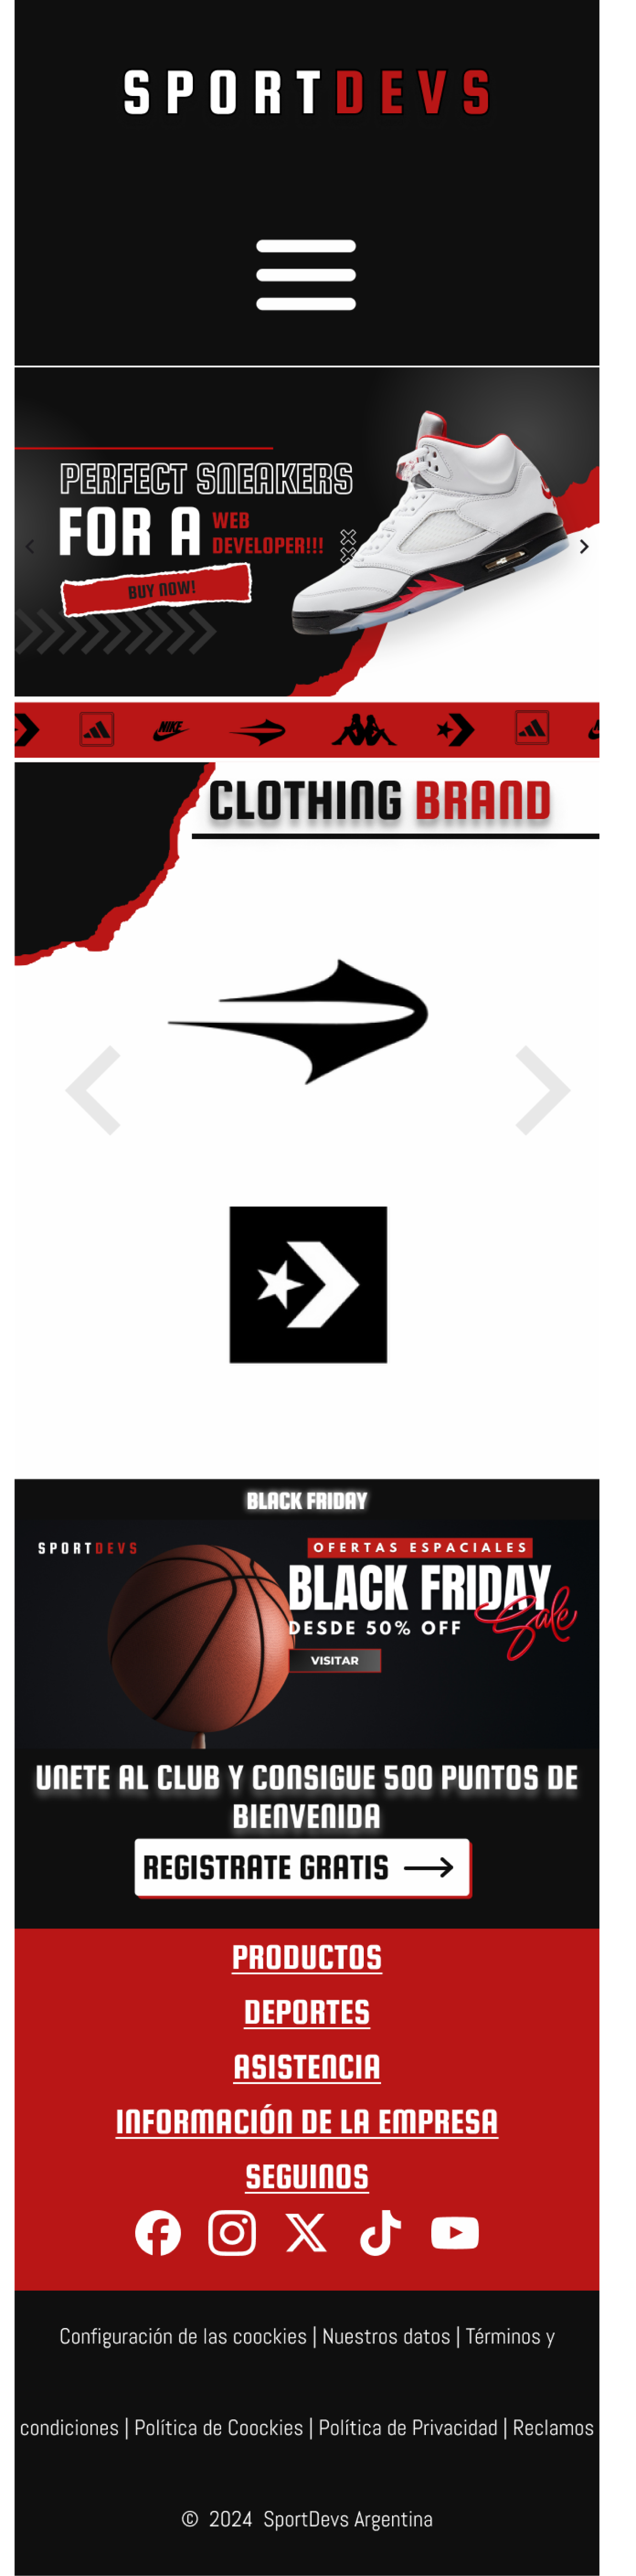 SPORTDEVS
PERFECT SNEAKERS
FOR A WEB
DEVELOPER!!!
BUY NOW!
NIKE
CLOTHING BRAND
BLACK FRIDAY
SPORTDEVS
OFERTAS ESPACIALES
BLACK FRIDAY
Sale
DESDE 50% OFF
VISITAR
UNETE AL CLUB Y CONSIGUE 500 PUNTOS DE
BIENVENIDA
REGISTRATE GRATIS
PRODUCTOS
DEPORTES
ASISTENCIA
INFORMACIÓN DE LA EMPRESA
SEGUINOS
Configuración de las coockies | Nuestros datos | Términos y
condiciones | Política de Coockies | Política de Privacidad | Reclamos
© 2024 SportDevs Argentina